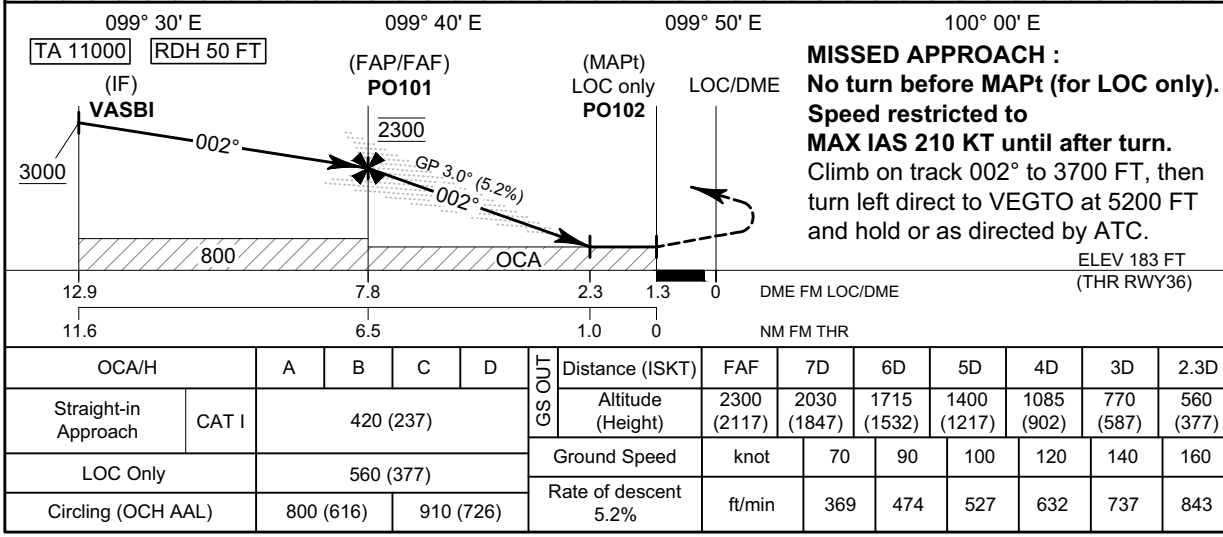 099° 30' E 099° 40' E 099° 50' E 100° 00' E
TA 11000 RDH 50 FT
(IF)
VASBI
(FAP/FAF)
PO101
(MAPt)
LOC only
PO102
LOC/DME
MISSED APPROACH :
No turn before MAPt (for LOC only).
Speed restricted to
MAX IAS 210 KT until after turn.
Climb on track 002° to 3700 FT, then
turn left direct to VEGTO at 5200 FT
and hold or as directed by ATC.
3000
002°
2300
GP 3.0° (5.2%)
002°
800
OCA
ELEV 183 FT
(THR RWY36)
12.9 7.8 2.3 1.3 0 DME FM LOC/DME
11.6 6.5 1.0 0 NM FM THR
OCA/H A B C D
Straight-in
Approach
CAT I 420 (237)
LOC Only 560 (377)
Circling (OCH AAL) 800 (616) 910 (726)
GS OUT
Distance (ISKT) FAF 7D 6D 5D 4D 3D 2.3D
Altitude 2300 2030 1715 1400 1085 770 560
(Height) (2117) (1847) (1532) (1217) (902) (587) (377)
Ground Speed knot 70 90 100 120 140 160
Rate of descent
5.2%
ft/min 369 474 527 632 737 843